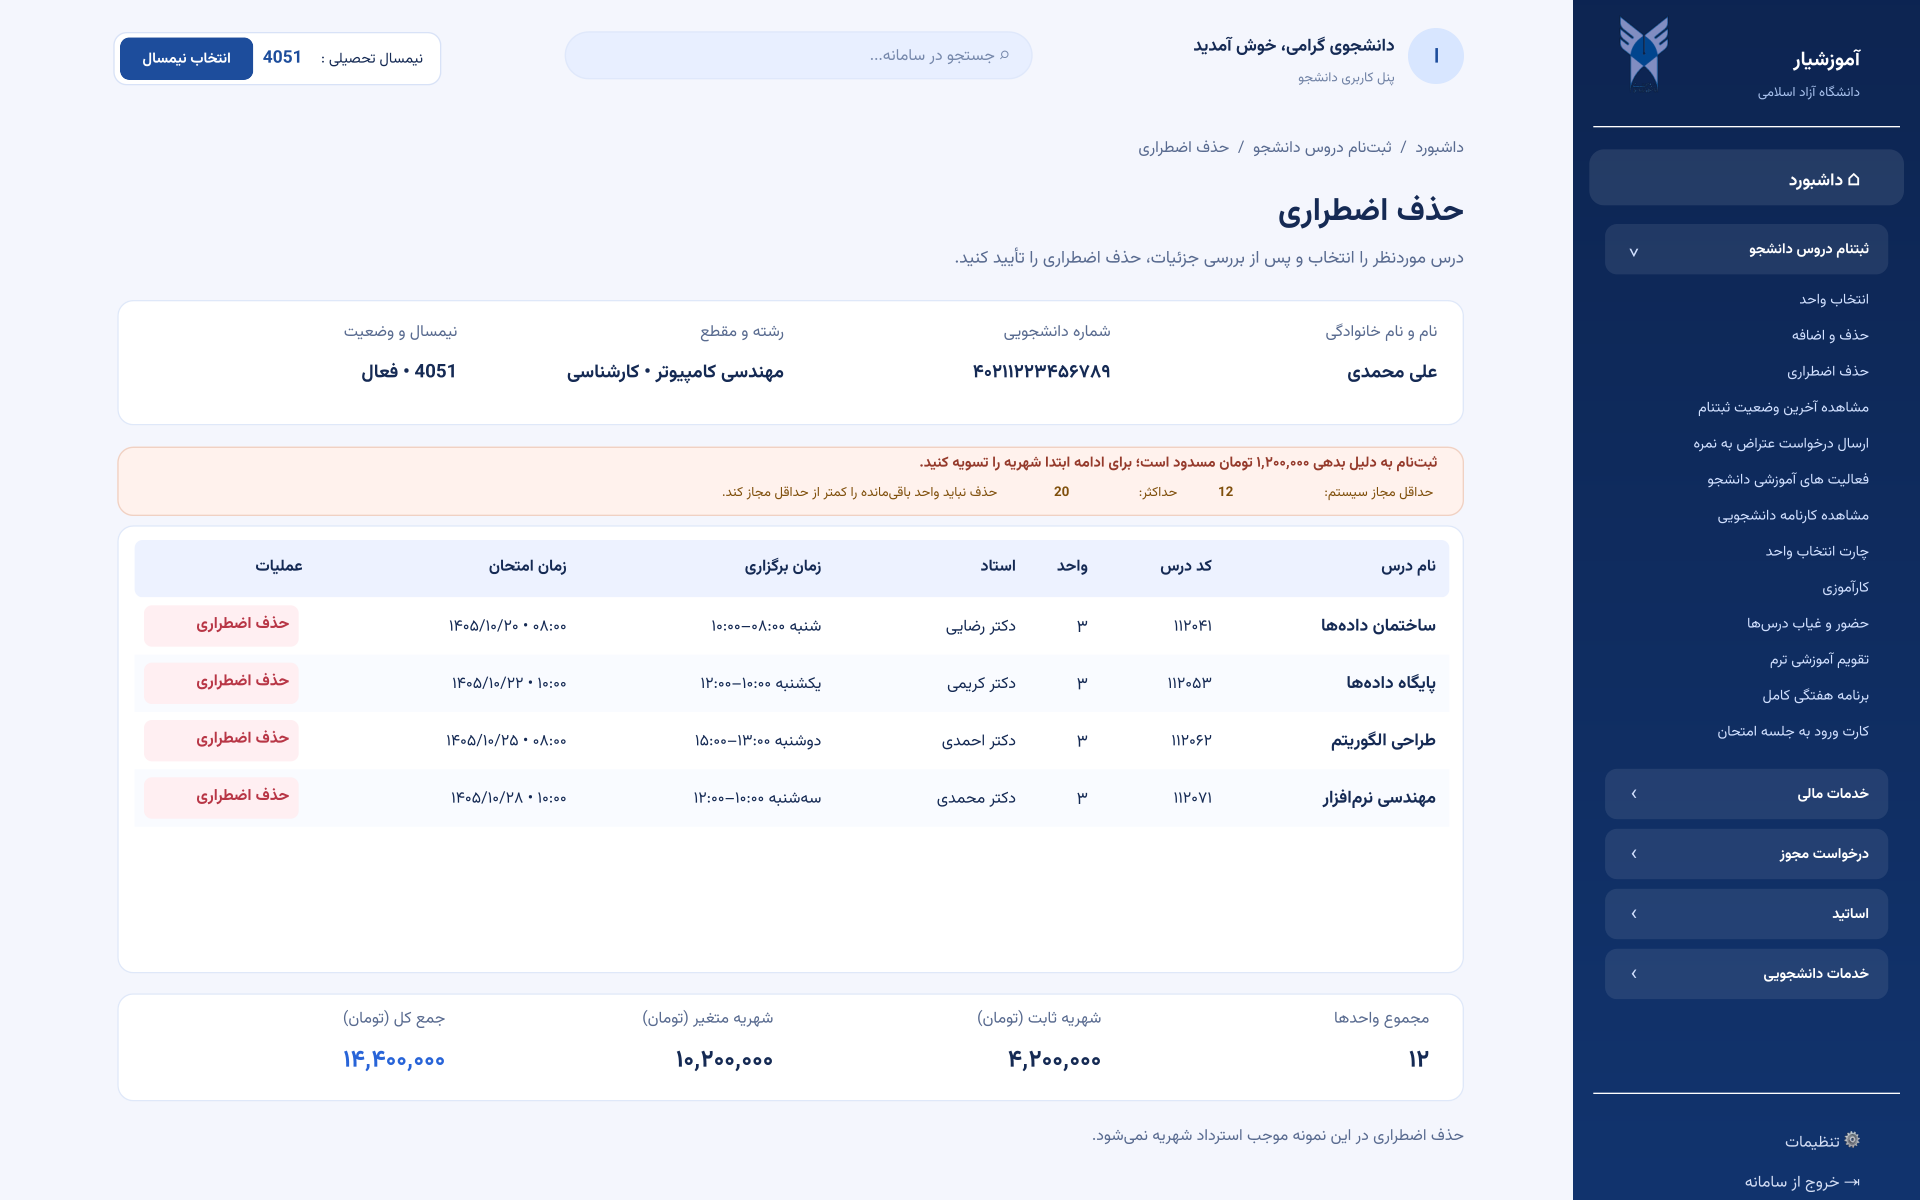 آموزشیار
دانشگاه آزاد اسلامی
داشبورد
ثبتنام دروس دانشجو
انتخاب واحد
حذف و اضافه
حذف اضطراری
مشاهده آخرین وضعیت ثبتنام
ارسال درخواست عتراض به نمره
فعالیت های آموزشی دانشجو
مشاهده کارنامه دانشجویی
چارت انتخاب واحد
کارآموزی
حضور و غیاب درس‌ها
تقویم آموزشی ترم
برنامه هفتگی کامل
کارت ورود به جلسه امتحان
خدمات مالی
درخواست مجوز
اساتید
خدمات دانشجویی
تنظیمات
خروج از سامانه
ا
دانشجوی گرامی، خوش آمدید
پنل کاربری دانشجو
جستجو در سامانه...
نیمسال تحصیلی : 4051 انتخاب نیمسال
داشبورد / ثبت‌نام دروس دانشجو / حذف اضطراری
حذف اضطراری
درس موردنظر را انتخاب و پس از بررسی جزئیات، حذف اضطراری را تأیید کنید.
نام و نام خانوادگی شماره دانشجویی رشته و مقطع نیمسال و وضعیت
علی محمدی ۴۰۲۱۱۲۲۳۴۵۶۷۸۹ مهندسی کامپیوتر • کارشناسی 4051 • فعال
ثبت‌نام به دلیل بدهی ۱,۲۰۰,۰۰۰ تومان مسدود است؛ برای ادامه ابتدا شهریه را تسویه کنید.
حداقل مجاز سیستم: 12 حداکثر: 20 حذف نباید واحد باقی‌مانده را کمتر از حداقل مجاز کند.
نام درس کد درس واحد استاد زمان برگزاری زمان امتحان عملیات
ساختمان داده‌ها ۱۱۲۰۴۱ ۳ دکتر رضایی شنبه ۰۸:۰۰–۱۰:۰۰ ۱۴۰۵/۱۰/۲۰ • ۰۸:۰۰ حذف اضطراری
پایگاه داده‌ها ۱۱۲۰۵۳ ۳ دکتر کریمی یکشنبه ۱۰:۰۰–۱۲:۰۰ ۱۴۰۵/۱۰/۲۲ • ۱۰:۰۰ حذف اضطراری
طراحی الگوریتم ۱۱۲۰۶۲ ۳ دکتر احمدی دوشنبه ۱۳:۰۰–۱۵:۰۰ ۱۴۰۵/۱۰/۲۵ • ۰۸:۰۰ حذف اضطراری
مهندسی نرم‌افزار ۱۱۲۰۷۱ ۳ دکتر محمدی سه‌شنبه ۱۰:۰۰–۱۲:۰۰ ۱۴۰۵/۱۰/۲۸ • ۱۰:۰۰ حذف اضطراری
مجموع واحدها شهریه ثابت (تومان) شهریه متغیر (تومان) جمع کل (تومان)
۱۲ ۴,۲۰۰,۰۰۰ ۱۰,۲۰۰,۰۰۰ ۱۴,۴۰۰,۰۰۰
حذف اضطراری در این نمونه موجب استرداد شهریه نمی‌شود.